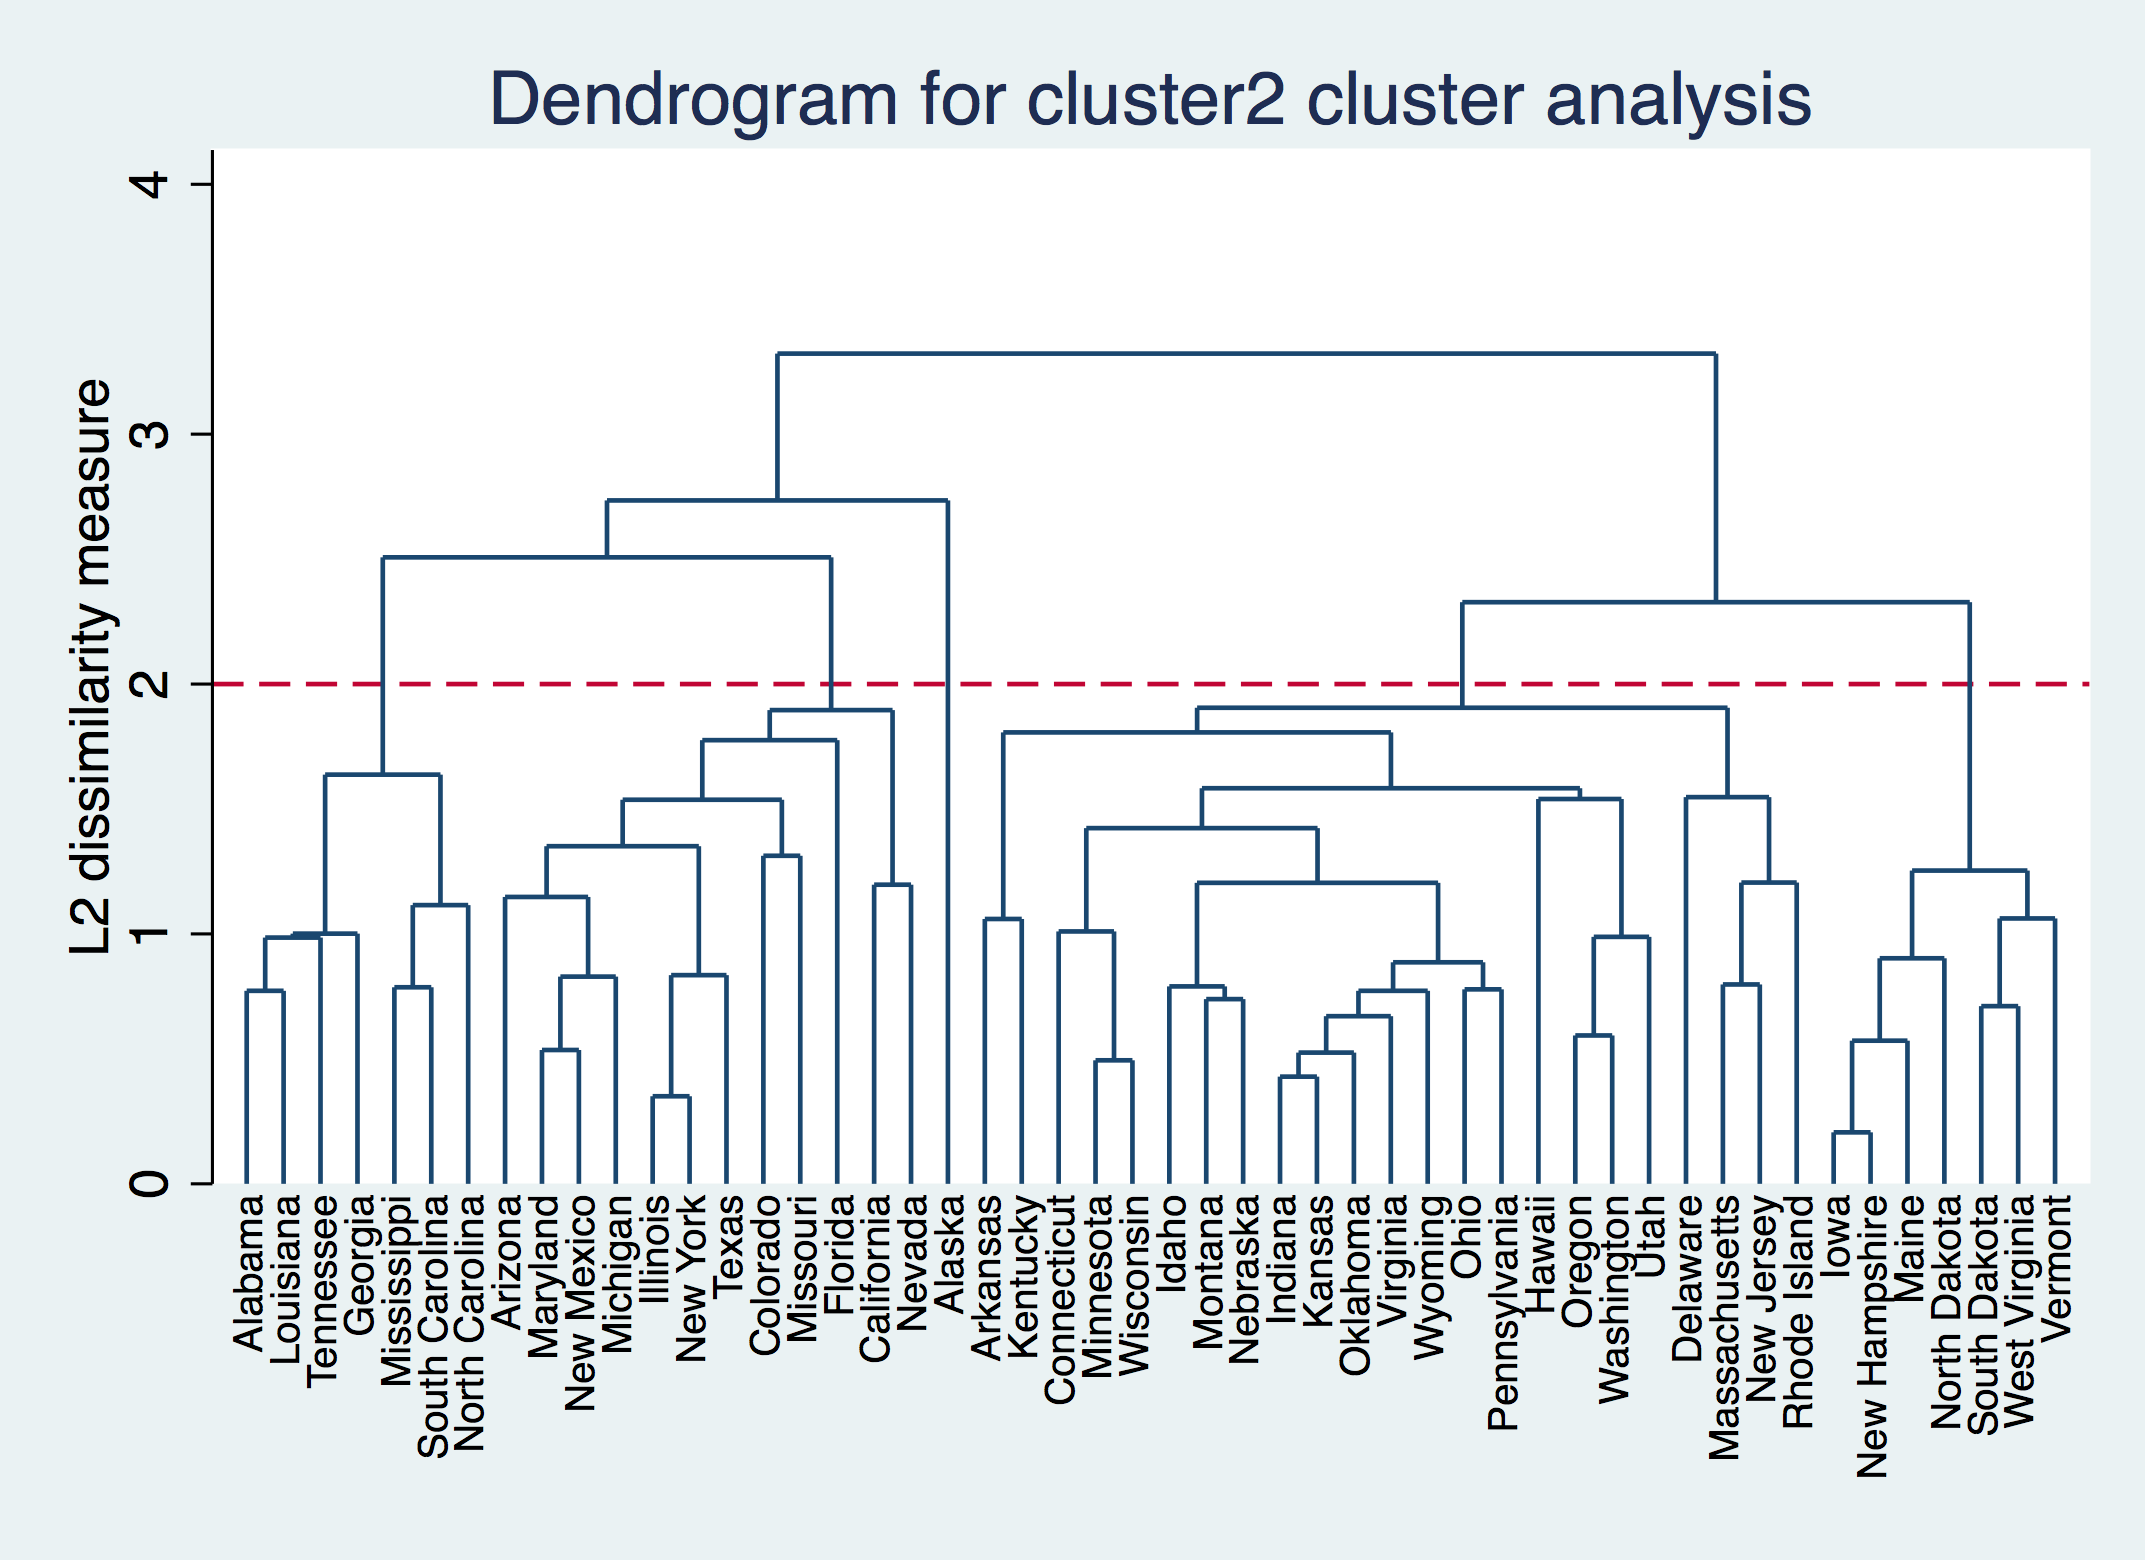 Dendrogram for cluster2 cluster analysis
L2 dissimilarity measure
4
3
2
1
0
Alabama
Louisiana
Tennessee
Georgia
Mississippi
South Carolina
North Carolina
Arizona
Maryland
New Mexico
Michigan
Illinois
New York
Texas
Colorado
Missouri
Florida
California
Nevada
Alaska
Arkansas
Kentucky
Connecticut
Minnesota
Wisconsin
Idaho
Montana
Nebraska
Indiana
Kansas
Oklahoma
Virginia
Wyoming
Ohio
Pennsylvania
Hawaii
Oregon
Washington
Utah
Delaware
Massachusetts
New Jersey
Rhode Island
Iowa
New Hampshire
Maine
North Dakota
South Dakota
West Virginia
Vermont